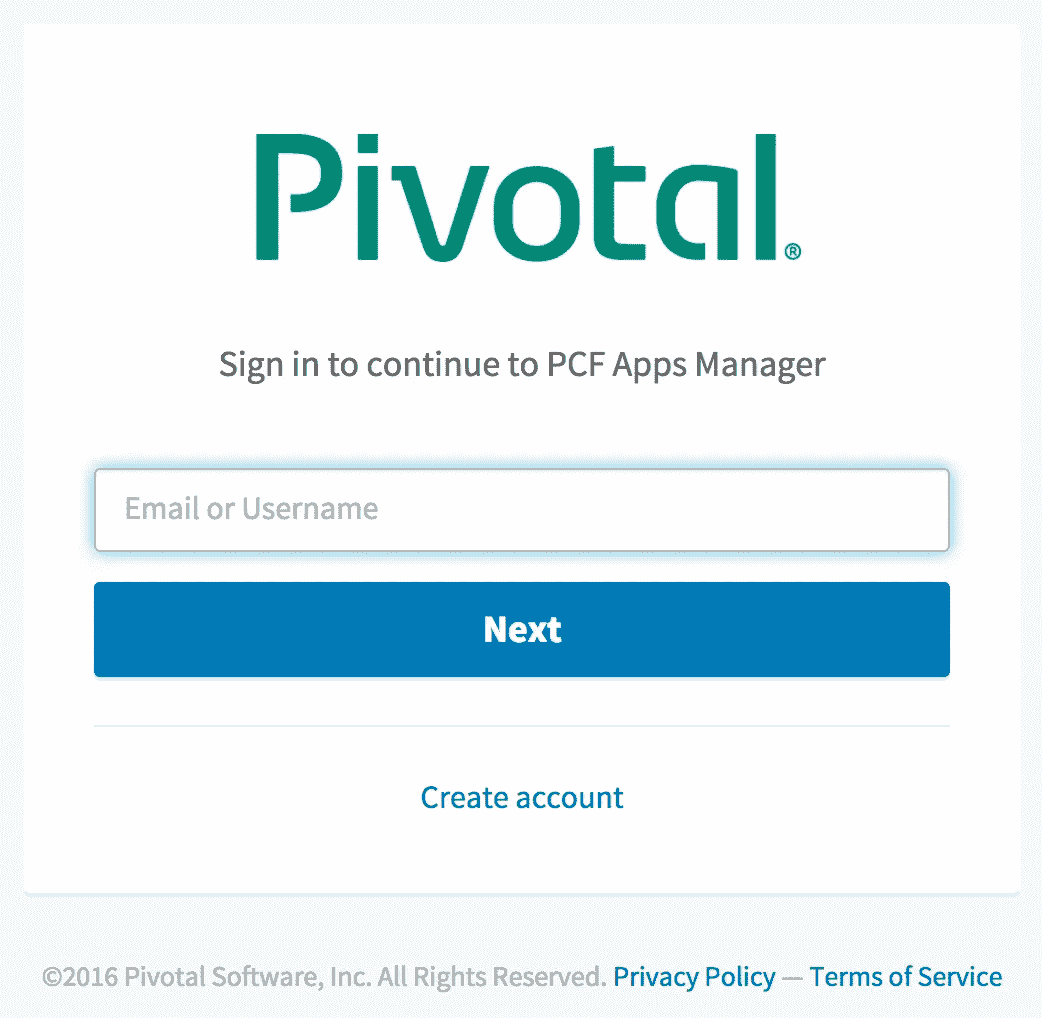 Pivotal®
Sign in to continue to PCF Apps Manager
Email or Username
Next
Create account
©2016 Pivotal Software, Inc. All Rights Reserved. Privacy Policy — Terms of Service